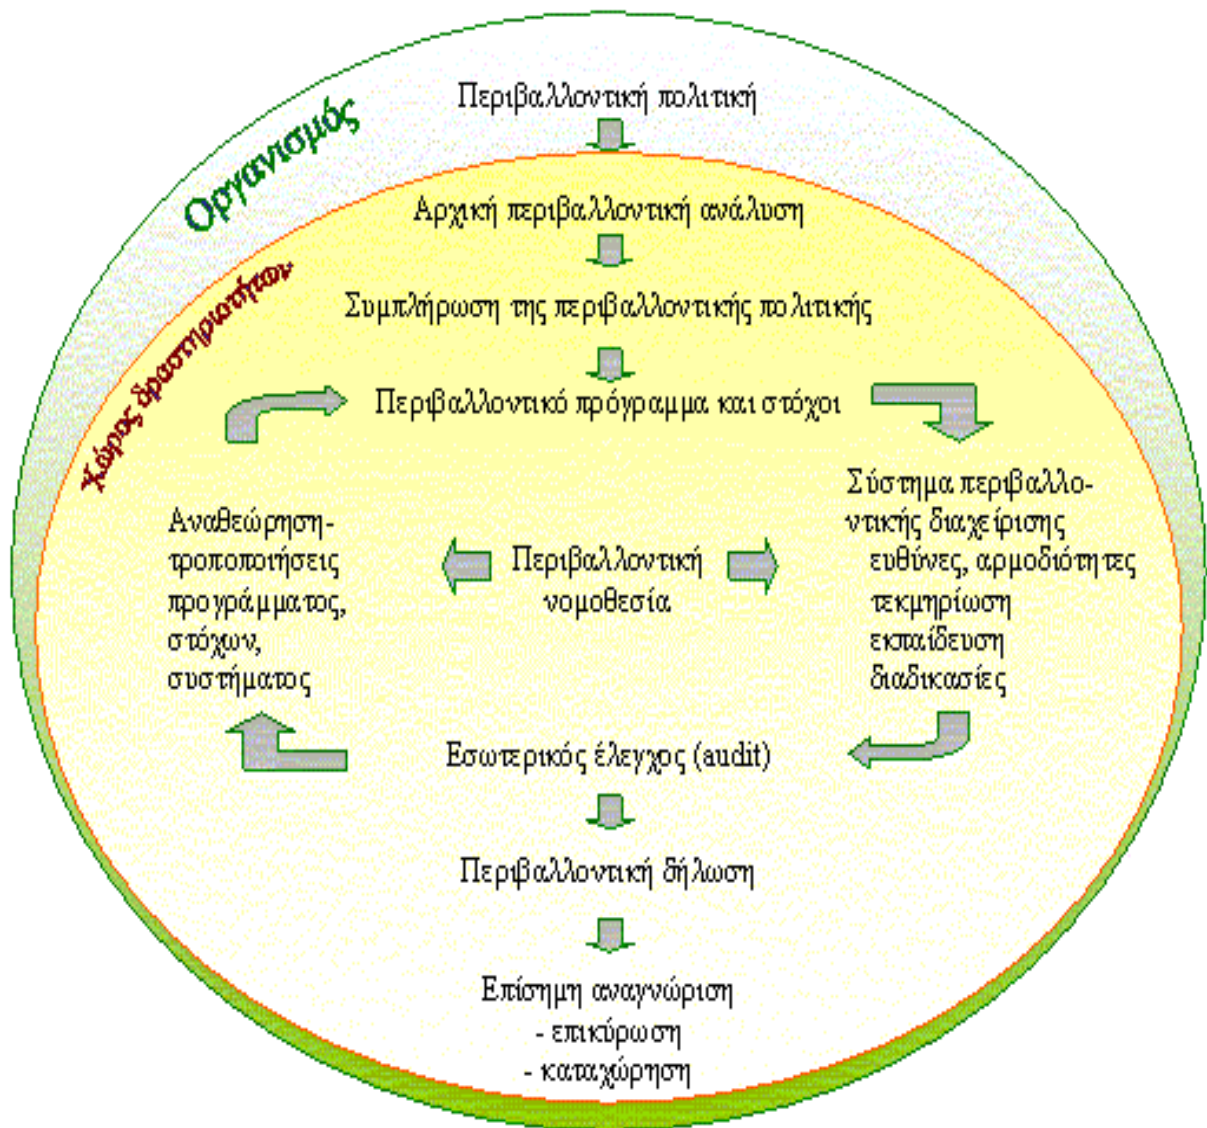 Περιβαλλοντική πολιτική
Οργανισμός
Αρχική περιβαλλοντική ανάλυση
Χώρος δραστηριοτήτων
Συμπλήρωση της περιβαλλοντικής πολιτικής
Περιβαλλοντικό πρόγραμμα και στόχοι
Σύστημα περιβαλλο-
ντικής διαχείρισης
ευθύνες, αρμοδιότητες
τεκμηρίωση
εκπαίδευση
διαδικασίες
Περιβαλλοντική
νομοθεσία
Αναθεώρηση-
τροποποιήσεις
προγράμματος,
στόχων,
συστήματος
Εσωτερικός έλεγχος (audit)
Περιβαλλοντική δήλωση
Επίσημη αναγνώριση
- επικύρωση
- καταχώρηση